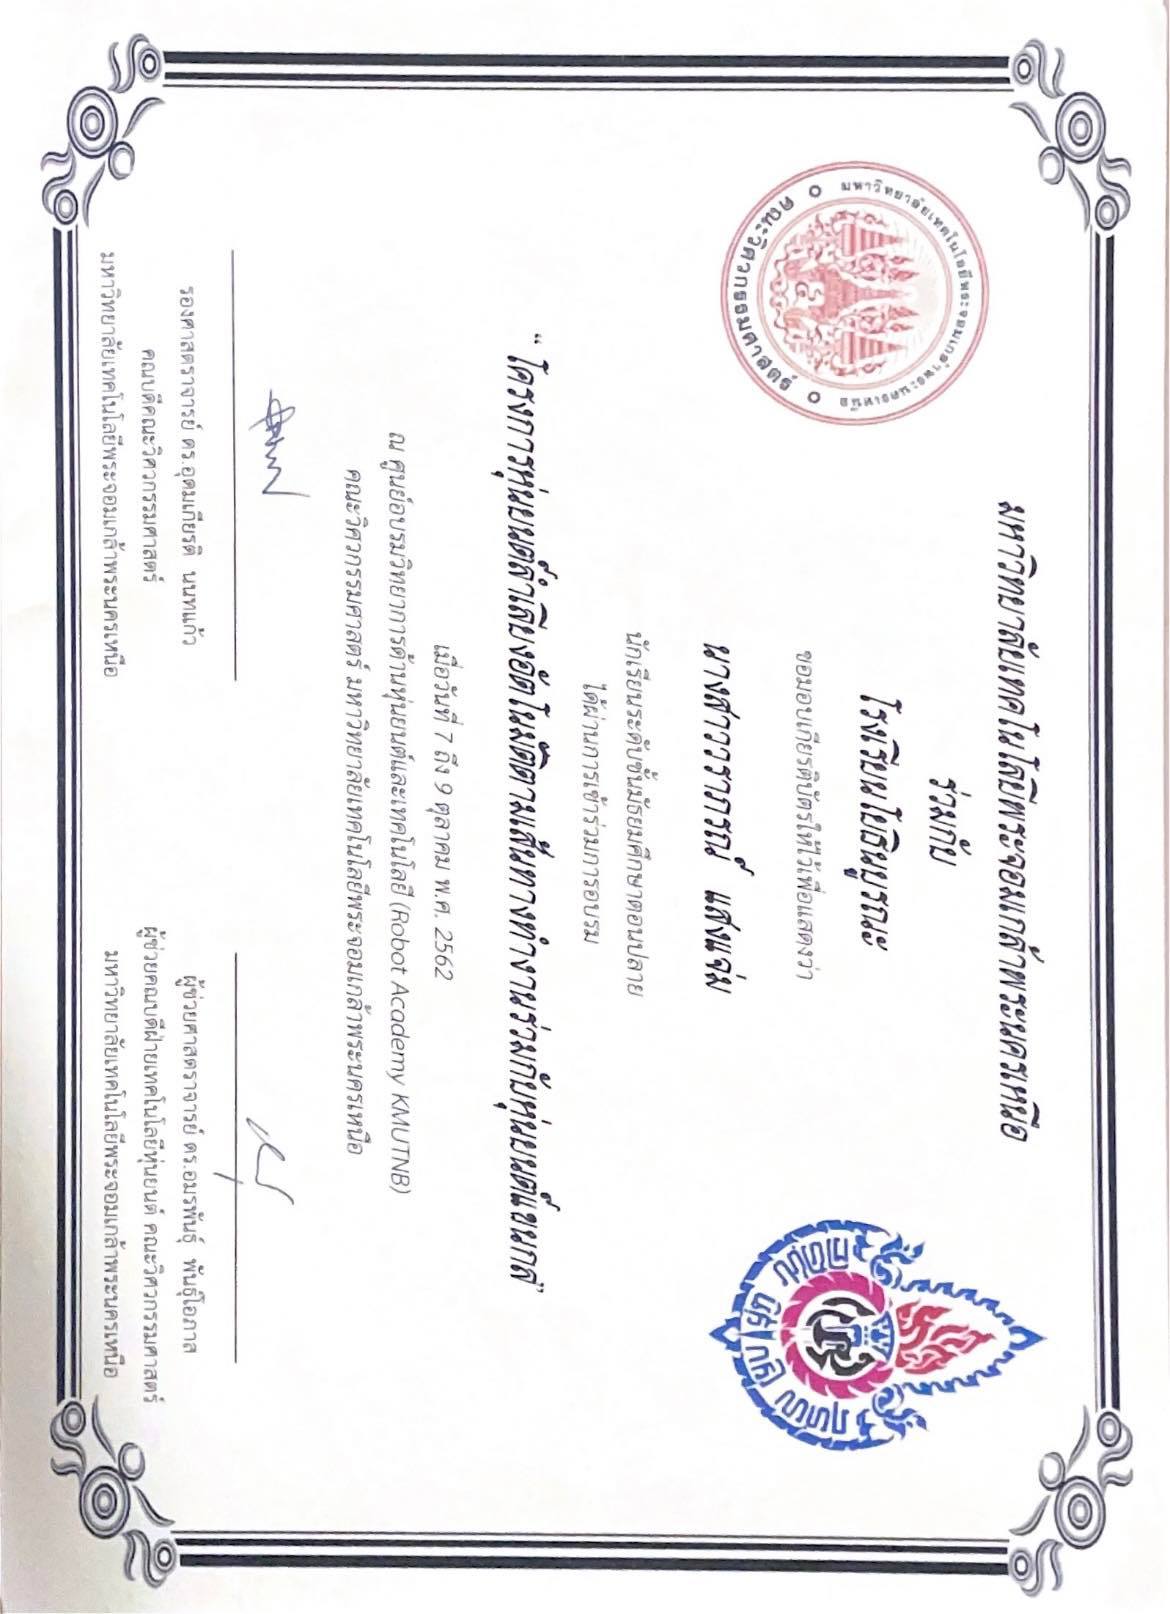 มหาวิทยาลัยเทคโนโลยีพระจอมเกล้าพระนครเหนือ
ร่วมกับ
โรงเรียนโยธินบูรณะ
ขอมอบเกียรติบัตรให้ไว้เพื่อแสดงว่า
นางสาววราภรณ์ แสงแจ่ม
นักเรียนระดับชั้นมัธยมศึกษาตอนปลาย
ได้ผ่านการเข้าร่วมการอบรม
“ โครงการหุ่นยนต์ลำเลียงอัตโนมัติตามเส้นทางทำงานร่วมกับหุ่นยนต์แขนกล”
เมื่อวันที่ 7 ถึง 9 ตุลาคม พ.ศ. 2562
ณ ศูนย์อบรมวิทยาการด้านหุ่นยนต์และเทคโนโลยี (Robot Academy KMUTNB)
คณะวิศวกรรมศาสตร์ มหาวิทยาลัยเทคโนโลยีพระจอมเกล้าพระนครเหนือ
รองศาสตราจารย์ ดร.อุดมเกียรติ นนทแก้ว
คณบดีคณะวิศวกรรมศาสตร์
มหาวิทยาลัยเทคโนโลยีพระจอมเกล้าพระนครเหนือ
ผู้ช่วยศาสตราจารย์ ดร.อมรพันธุ์ พันธุ์โอภาส
ผู้ช่วยคณบดีฝ่ายเทคโนโลยีหุ่นยนต์ คณะวิศวกรรมศาสตร์
มหาวิทยาลัยเทคโนโลยีพระจอมเกล้าพระนครเหนือ
มหาวิทยาลัยเทคโนโลยีพระจอมเกล้าพระนครเหนือ
คณะวิศวกรรมศาสตร์